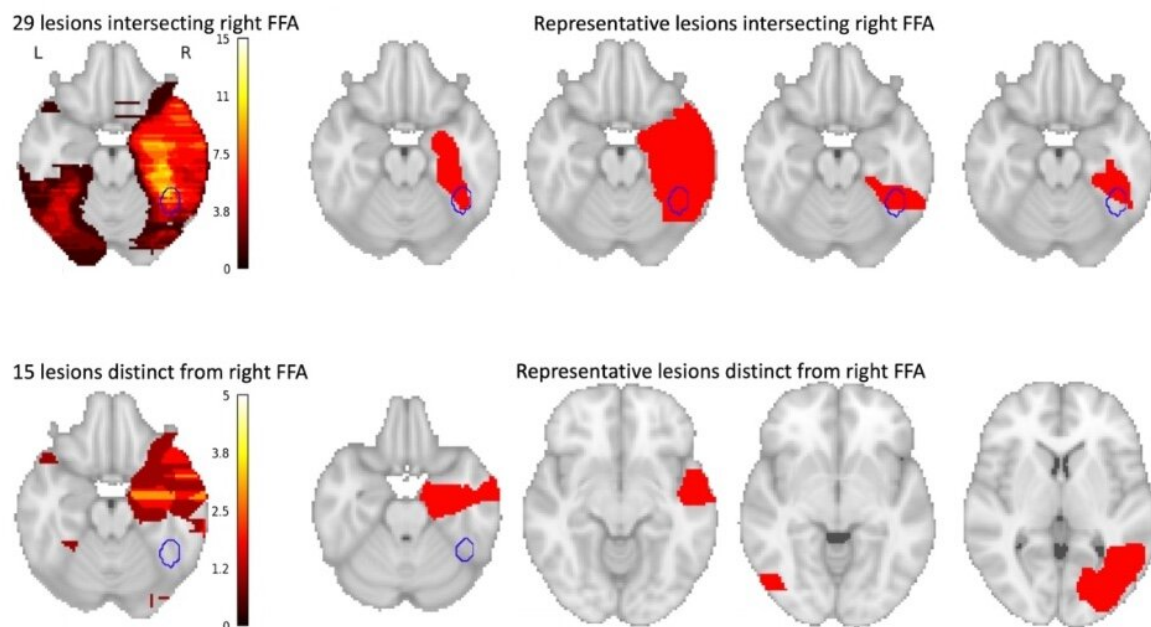 29 lesions intersecting right FFA
Representative lesions intersecting right FFA
L
R
15
11
7.5
3.8
0
15 lesions distinct from right FFA
Representative lesions distinct from right FFA
5
3.8
2.5
1.2
0